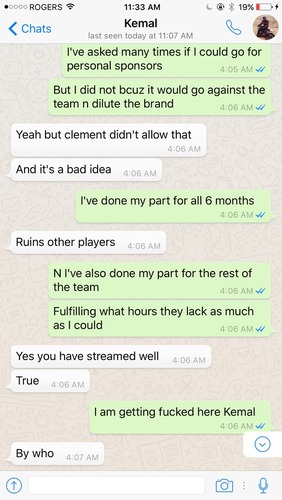 ROGERS 11:33 AM 19%
Chats Kemal
last seen today at 11:07 AM
I've asked many times if I could go for
personal sponsors 4:05 AM
But I did not bcuz it would go against the
team n dilute the brand 4:06 AM
Yeah but clement didn't allow that
4:06 AM
And it's a bad idea 4:06 AM
I've done my part for all 6 months
4:06 AM
Ruins other players 4:06 AM
N I've also done my part for the rest of
the team 4:06 AM
Fulfilling what hours they lack as much
as I could 4:06 AM
Yes you have streamed well 4:06 AM
True 4:06 AM
I am getting fucked here Kemal
4:06 AM
By who 4:07 AM